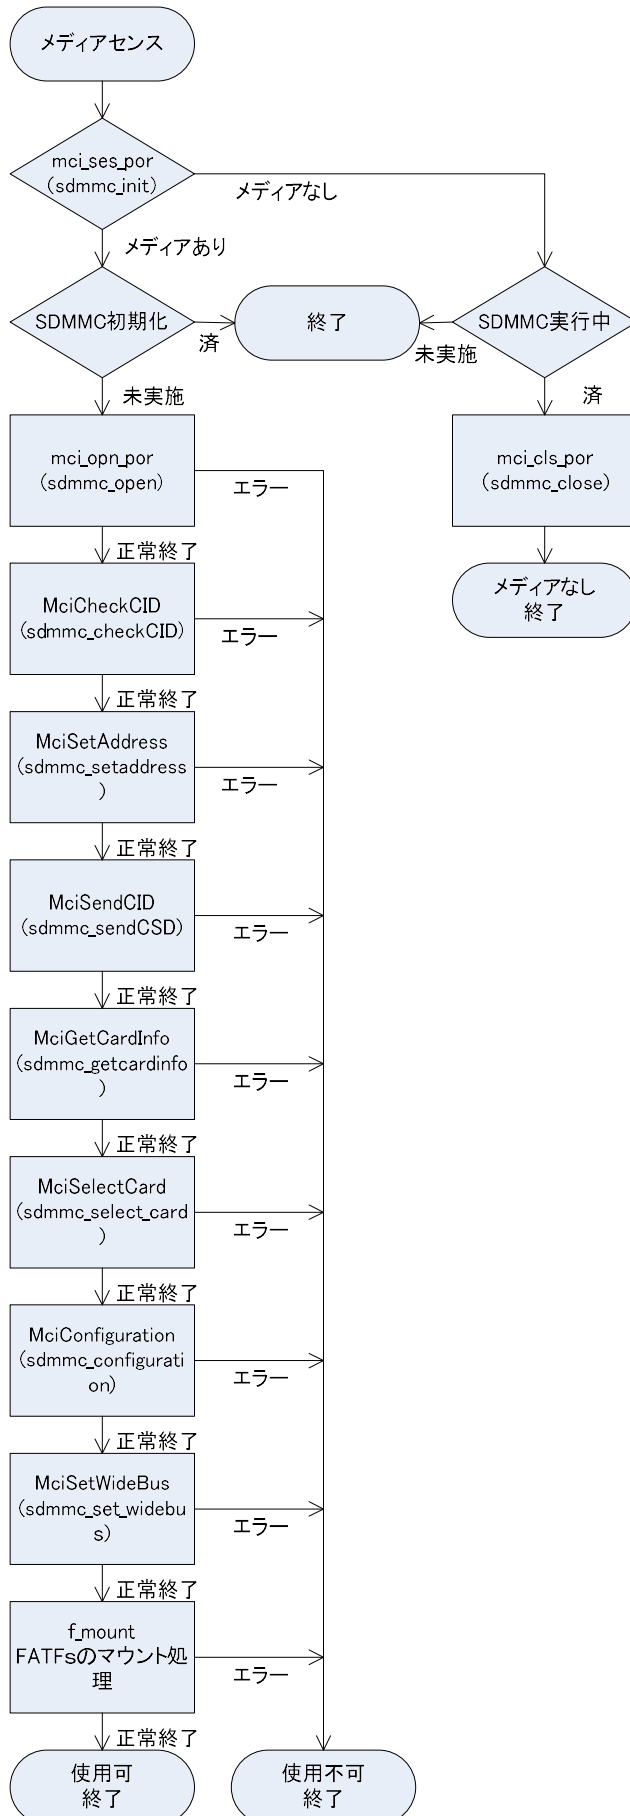 メディアセンス
mci_ses_por
(sdmmc_init)
メディアなし
メディアあり
SDMMC初期化
済
終了
未実施
SDMMC実行中
未実施
済
mci_opn_por
(sdmmc_open)
エラー
mci_cls_por
(sdmmc_close)
正常終了
メディアなし
終了
MciCheckCID
(sdmmc_checkCID)
エラー
正常終了
MciSetAddress
(sdmmc_setaddress
)
エラー
正常終了
MciSendCID
(sdmmc_sendCSD)
エラー
正常終了
MciGetCardInfo
(sdmmc_getcardinfo
)
エラー
正常終了
MciSelectCard
(sdmmc_select_card
)
エラー
正常終了
MciConfiguration
(sdmmc_configurati
on)
エラー
正常終了
MciSetWideBus
(sdmmc_set_widebu
s)
エラー
正常終了
f_mount
FATFsのマウント処
理
エラー
正常終了
使用可
終了
使用不可
終了